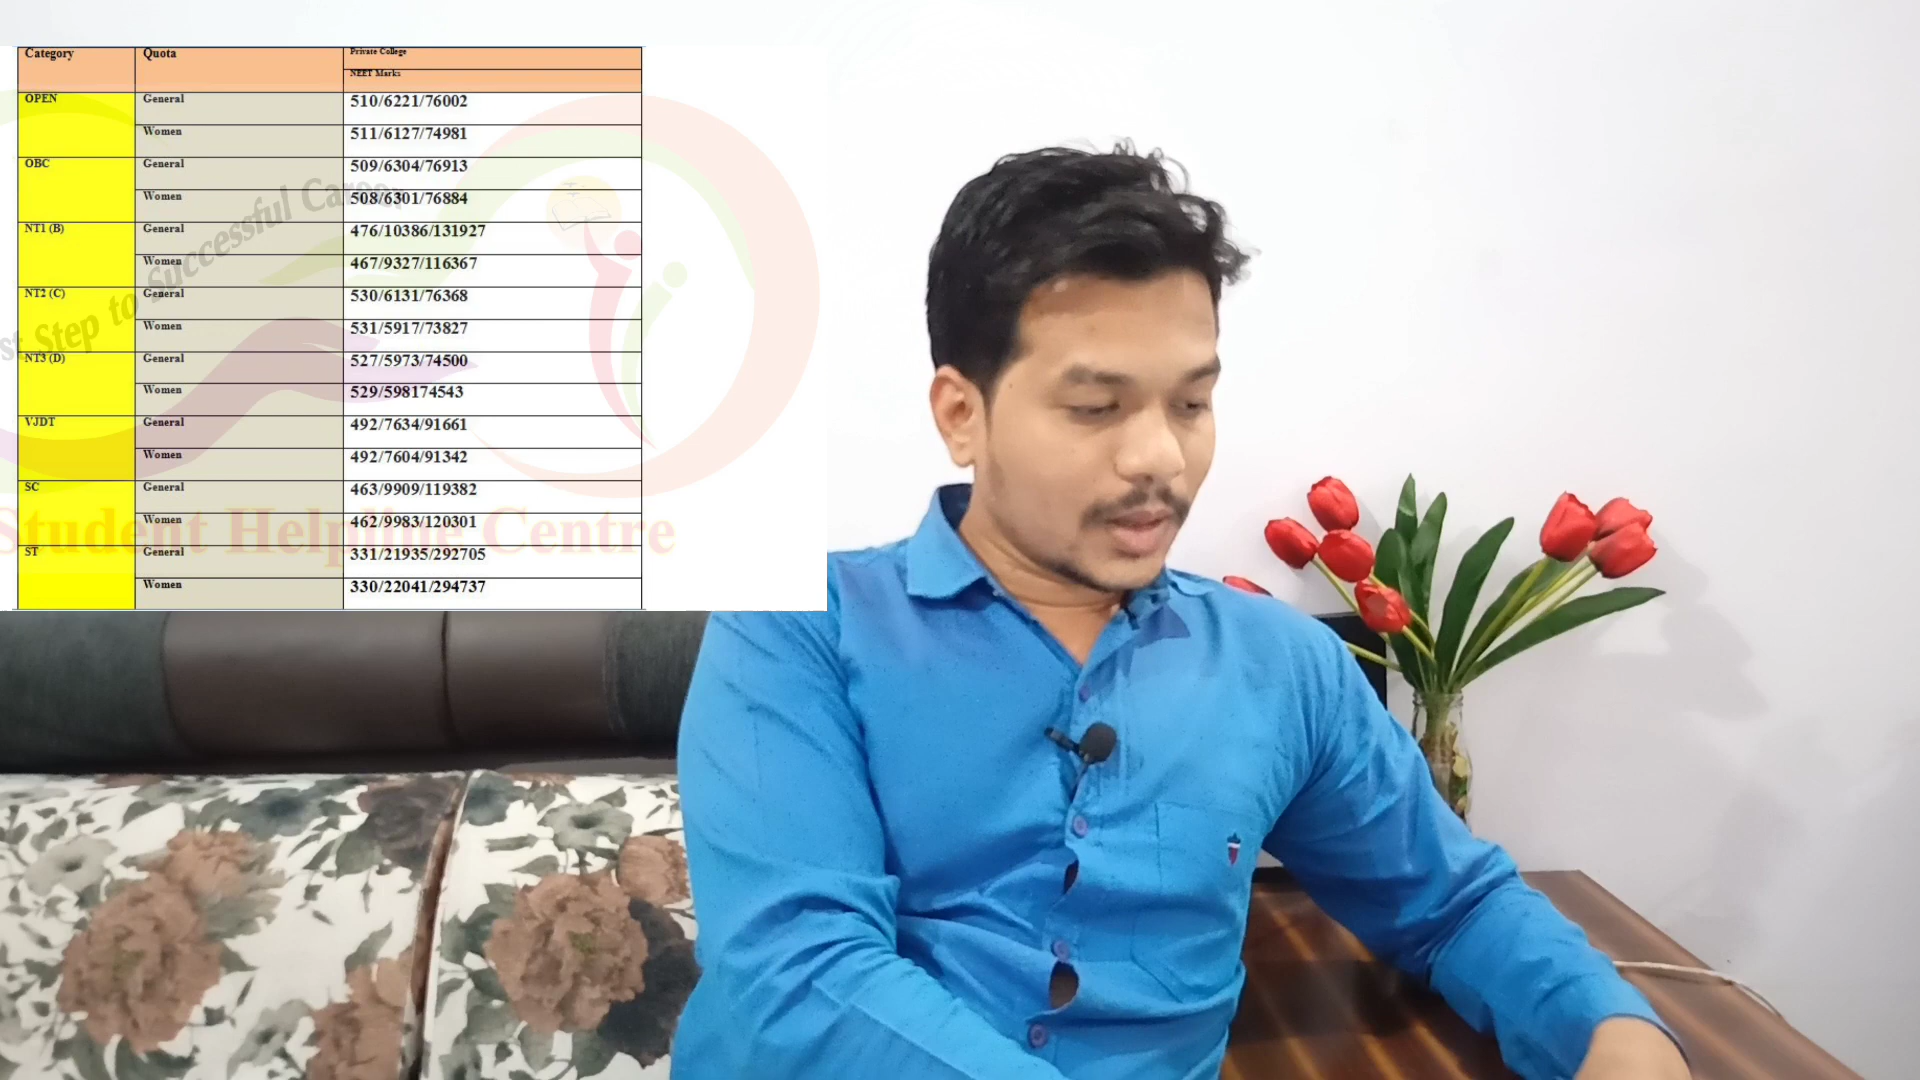 Category Quota Private College
NEET Marks
OPEN General 510/6221/76002
Women 511/6127/74981
OBC General 509/6304/76913
Women 508/6301/76884
NT1 (B) General 476/10386/131927
Women 467/9327/116367
NT2 (C) General 530/6131/76368
Women 531/5917/73827
NT3 (D) General 527/5973/74500
Women 529/598174543
VJDT General 492/7634/91661
Women 492/7604/91342
SC General 463/9909/119382
Women 462/9983/120301
ST General 331/21935/292705
Women 330/22041/294737
st Step to Successful Career
Student Helpline Centre